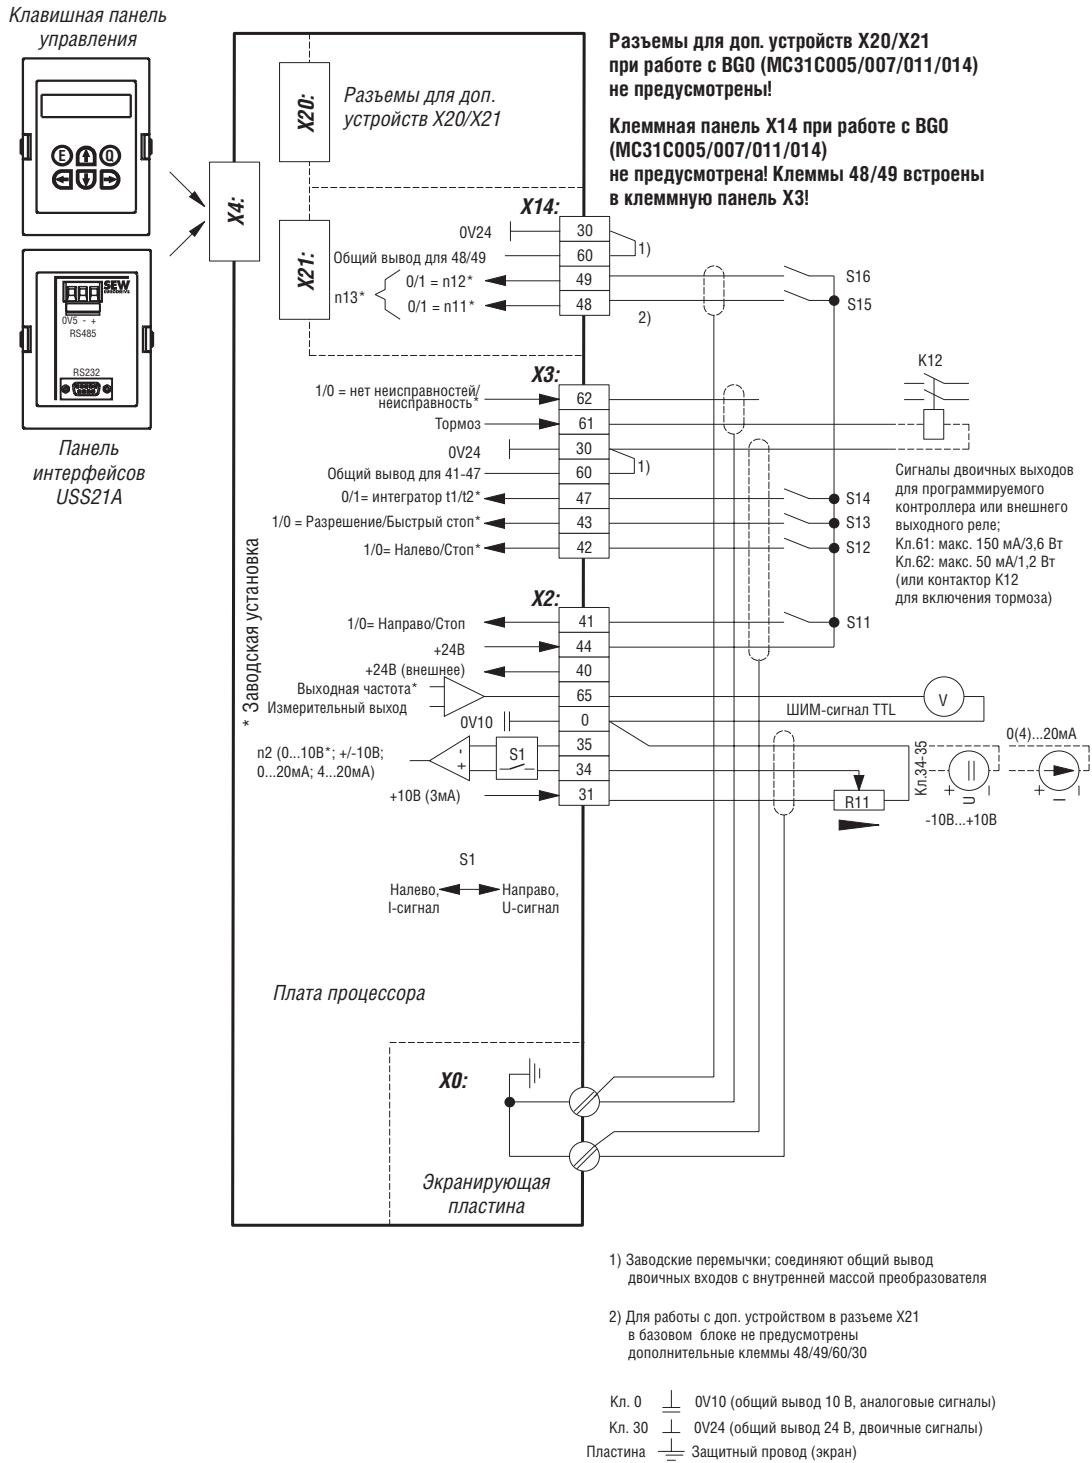 Клавишная панель
управления
E
Q
SEW
EURODRIVE
0V5 - +
RS485
RS232
Панель
интерфейсов
USS21A
X4:
X20:
Разъемы для доп.
устройств X20/X21
X21:
Разъемы для доп. устройств X20/X21
при работе с BG0 (MC31C005/007/011/014)
не предусмотрены!
Клеммная панель X14 при работе с BG0
(MC31C005/007/011/014)
не предусмотрена! Клеммы 48/49 встроены
в клеммную панель X3!
X14:
0V24
30
Общий вывод для 48/49
60
1)
n13*
0/1 = n12*
49
S16
0/1 = n11*
48
S15
2)
X3:
1/0 = нет неисправностей/
неисправность*
62
Тормоз
61
0V24
30
Общий вывод для 41-47
60
1)
0/1= интегратор t1/t2*
47
S14
1/0 = Разрешение/Быстрый стоп*
43
S13
1/0= Налево/Стоп*
42
S12
K12
Сигналы двоичных выходов
для программируемого
контроллера или внешнего
выходного реле;
Кл.61: макс. 150 мА/3,6 Вт
Кл.62: макс. 50 мА/1,2 Вт
(или контактор K12
для включения тормоза)
* Заводская установка
X2:
1/0= Направо/Стоп
41
S11
+24В
44
+24В (внешнее)
40
Выходная частота*
Измерительный выход
65
ШИМ-сигнал TTL
V
0V10
0
n2 (0...10В*; +/-10В;
0...20мА; 4...20мА)
+ -
S1
35
34
+10В (3мА)
31
R11
Кл.34-35
+
U
-
-10В...+10В
0(4)...20мА
+
I
-
S1
Налево,
I-сигнал
Направо,
U-сигнал
Плата процессора
X0:
Экранирующая
пластина
1) Заводские перемычки; соединяют общий вывод
двоичных входов с внутренней массой преобразователя
2) Для работы с доп. устройством в разъеме X21
в базовом блоке не предусмотрены
дополнительные клеммы 48/49/60/30
Кл. 0 0V10 (общий вывод 10 В, аналоговые сигналы)
Кл. 30 0V24 (общий вывод 24 В, двоичные сигналы)
Пластина Защитный провод (экран)